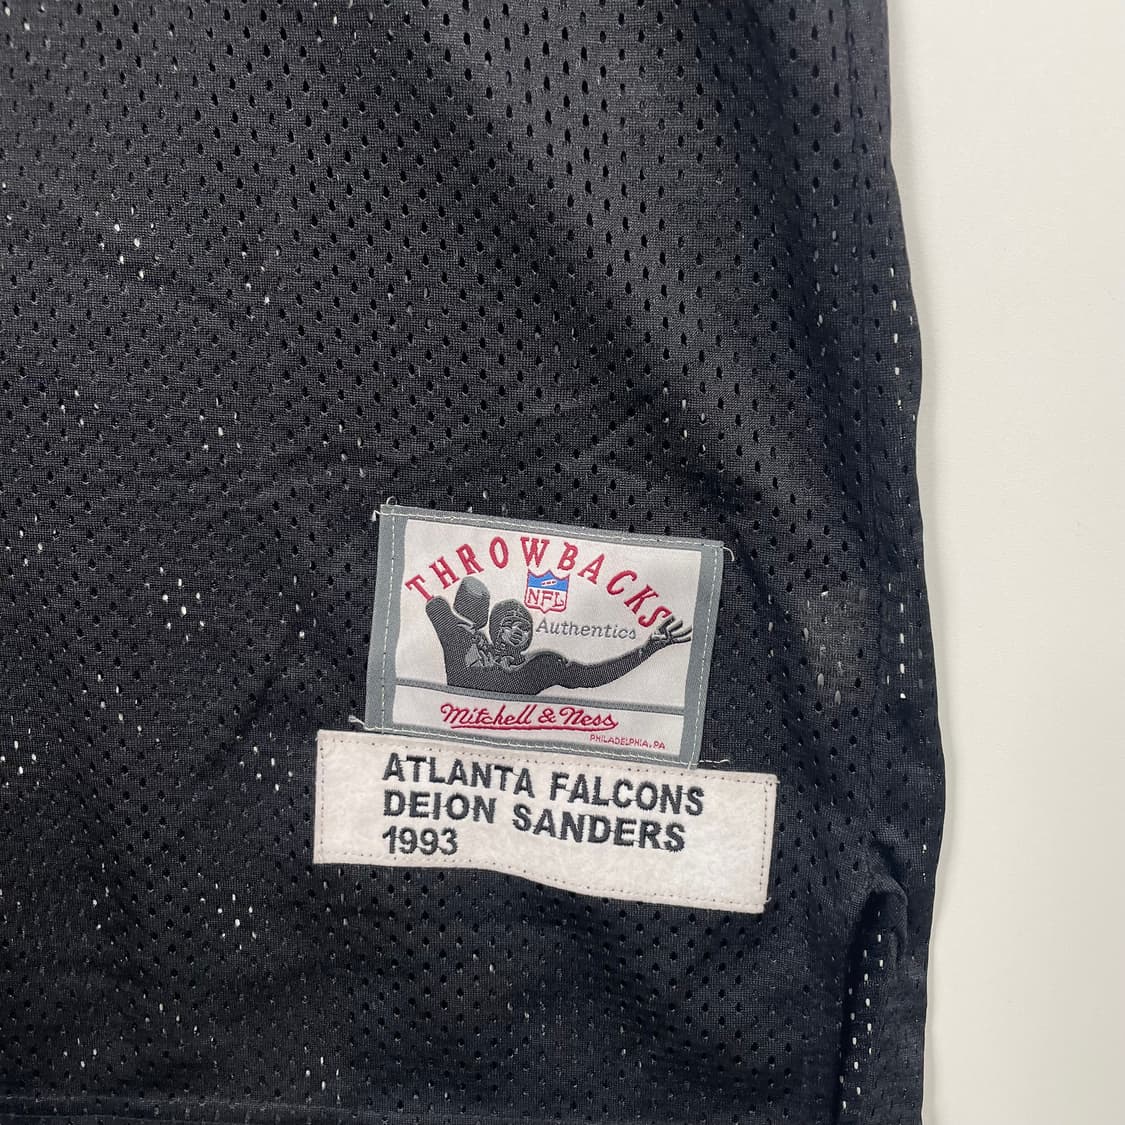 THROWBACKS
NFL
Authentics
Mitchell & Ness
PHILADELPHIA, PA
ATLANTA FALCONS
DEION SANDERS
1993